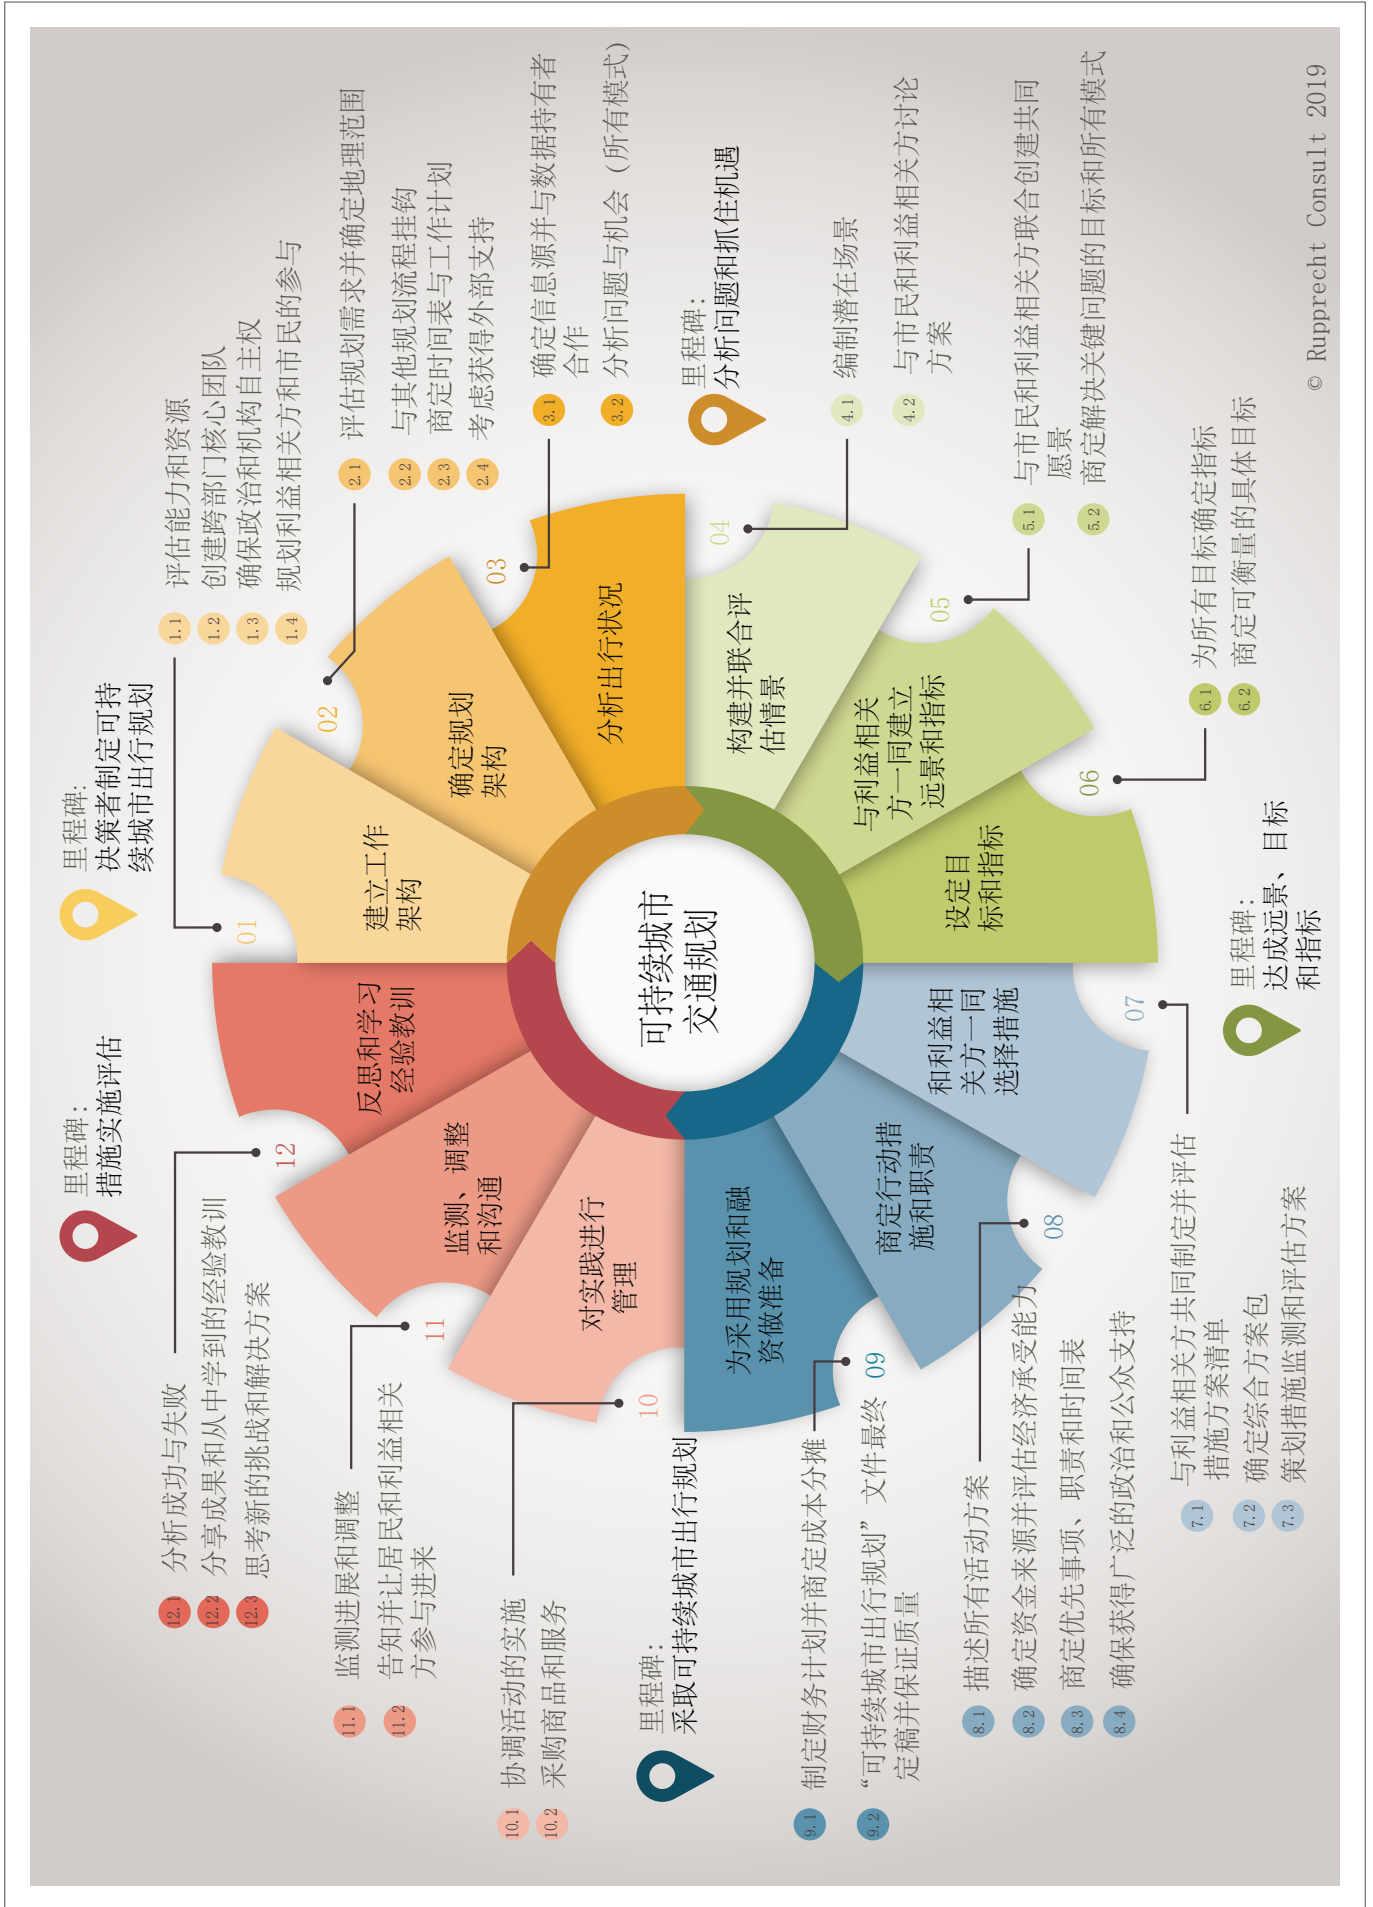 可持续城市
交通规划
里程碑：
决策者制定可持
续城市出行规划
01
建立工作
架构
1.1 评估能力和资源
1.2 创建跨部门核心团队
1.3 确保政治和机构自主权
1.4 规划利益相关方和市民的参与
02
确定规划
架构
2.1 评估规划需求并确定地理范围
2.2 与其他规划流程挂钩
2.3 商定时间表与工作计划
2.4 考虑获得外部支持
03
分析出行状况
3.1 确定信息源并与数据持有者
合作
3.2 分析问题与机会（所有模式）
里程碑：
分析问题和抓住机遇
04
构建并联合评
估情景
4.1 编制潜在场景
4.2 与市民和利益相关方讨论
方案
05
与利益相关
方一同建立
远景和指标
5.1 与市民和利益相关方联合创建共同
愿景
5.2 商定解决关键问题的目标和所有模式
06
设定目
标和指标
6.1 为所有目标确定指标
6.2 商定可衡量的具体目标
里程碑：
达成远景、目标
和指标
07
和利益相
关方一同
选择措施
7.1 与利益相关方共同制定并评估
措施方案清单
7.2 确定综合方案包
7.3 策划措施监测和评估方案
08
商定行动措
施和职责
8.1 描述所有活动方案
8.2 确定资金来源并评估经济承受能力
8.3 商定优先事项、职责和时间表
8.4 确保获得广泛的政治和公众支持
09
为采用规划和融
资做准备
9.1 制定财务计划并商定成本分摊
9.2 “可持续城市出行规划” 文件最终
定稿并保证质量
里程碑：
采取可持续城市出行规划
10
对实践进行
管理
10.1 协调活动的实施
10.2 采购商品和服务
11
监测、调整
和沟通
11.1 监测进展和调整
11.2 告知并让居民和利益相关
方参与进来
12
反思和学习
经验教训
12.1 分析成功与失败
12.2 分享成果和从中学到的经验教训
12.3 思考新的挑战和解决方案
里程碑：
措施实施评估
© Rupprecht Consult 2019